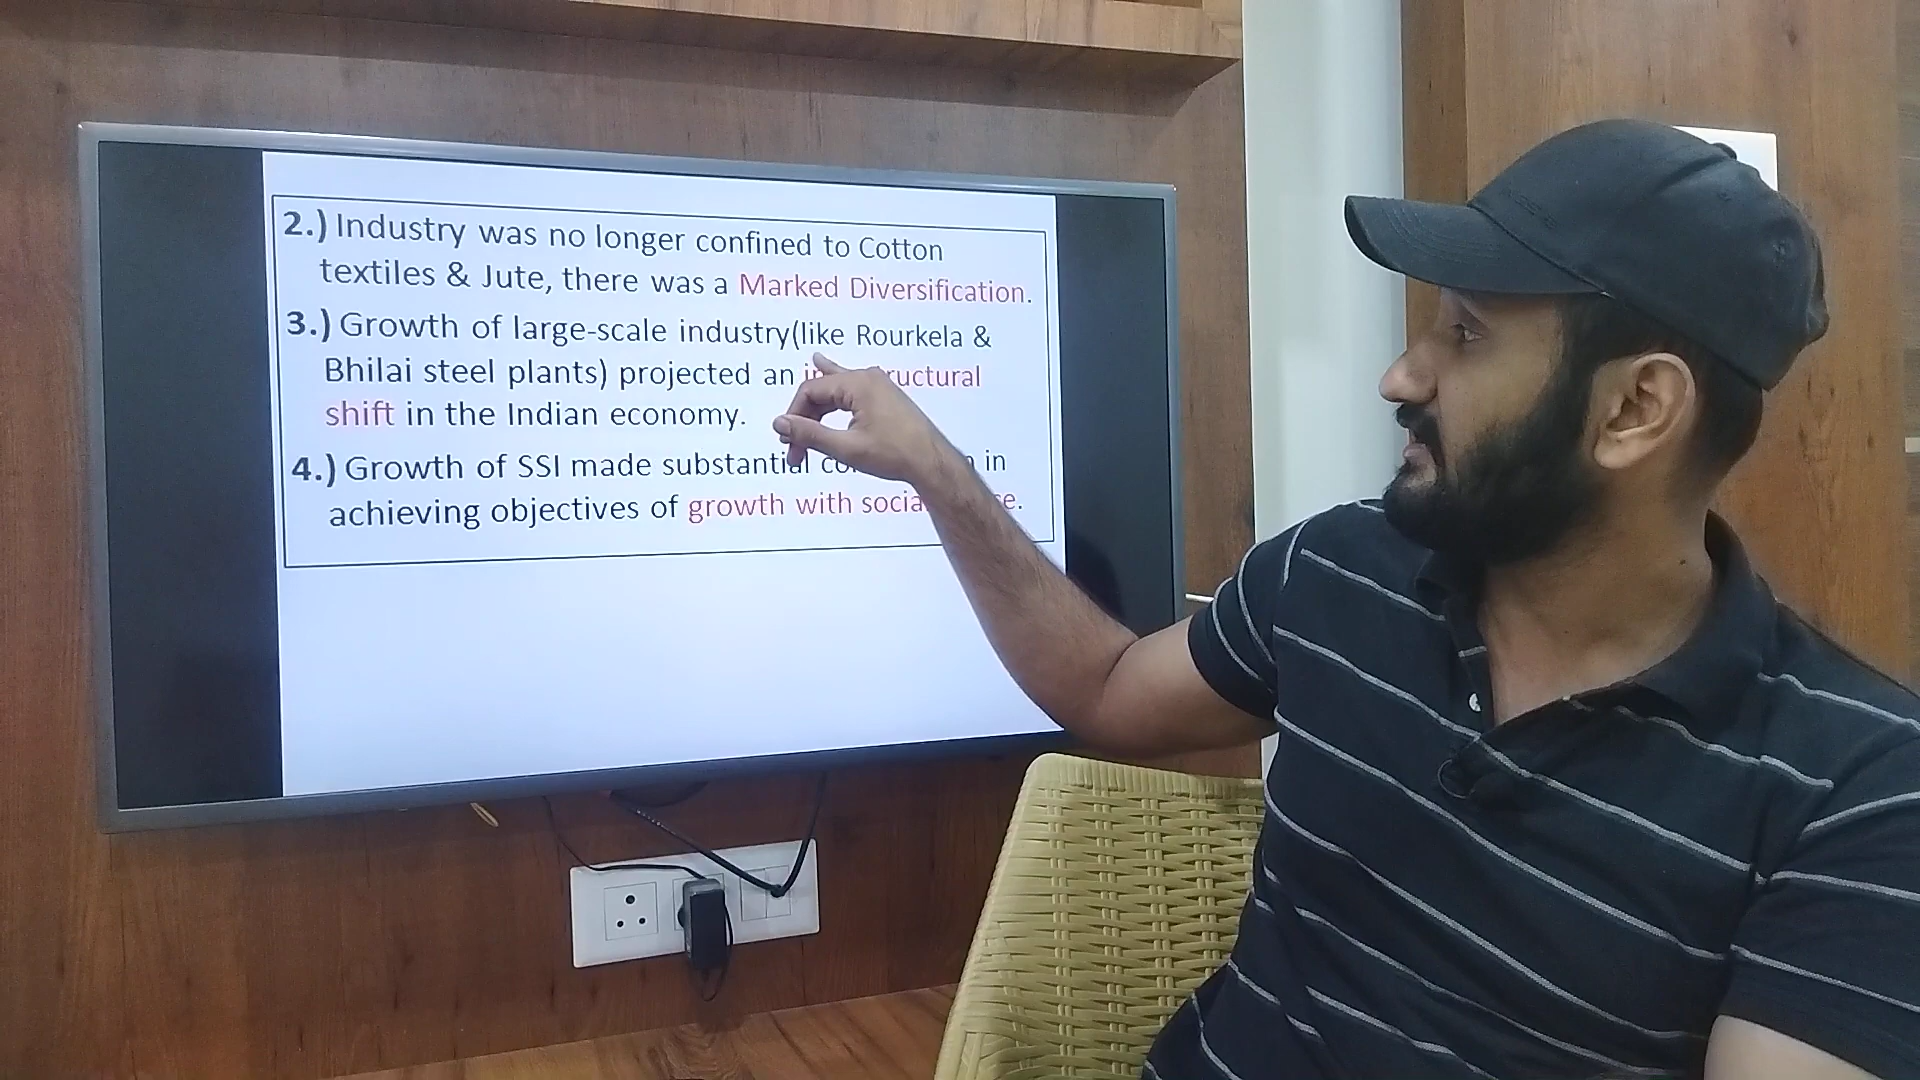 2.) Industry was no longer confined to Cotton
textiles & Jute, there was a Marked Diversification.
3.) Growth of large-scale industry(like Rourkela &
Bhilai steel plants) projected an
shift in the Indian economy.
4.) Growth of SSI made substantial in
achieving objectives of growth with social